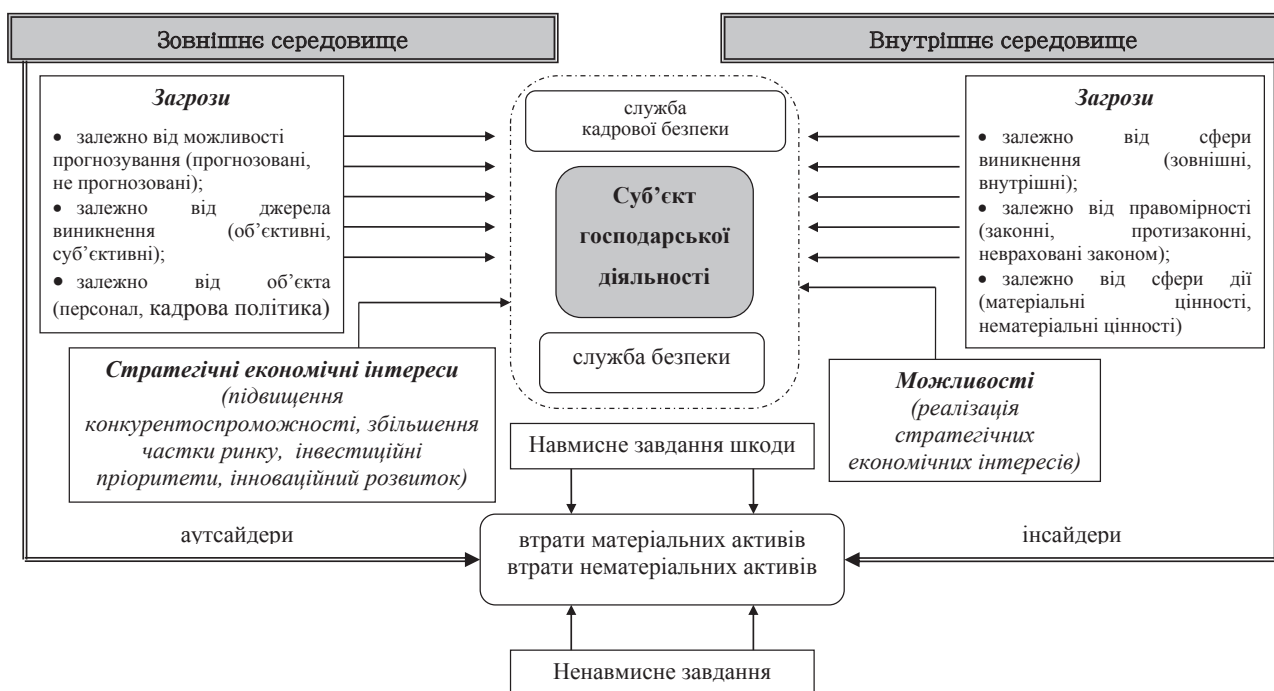 Зовнішнє середовище
Внутрішнє середовище
Загрози
• залежно від можливості
прогнозування (прогнозовані,
не прогнозовані);
• залежно від джерела
виникнення (об’єктивні,
суб’єктивні);
• залежно від об’єкта
(персонал, кадрова політика)
служба
кадрової безпеки
Суб’єкт
господарської
діяльності
служба безпеки
Загрози
• залежно від сфери
виникнення (зовнішні,
внутрішні);
• залежно від правомірності
(законні, протизаконні,
невраховані законом);
• залежно від сфери дії
(матеріальні цінності,
нематеріальні цінності)
Стратегічні економічні інтереси
(підвищення
конкурентоспроможності, збільшення
частки ринку, інвестиційні
пріоритети, інноваційний розвиток)
Можливості
(реалізація
стратегічних
економічних інтересів)
Навмисне завдання шкоди
аутсайдери
втрати матеріальних активів
втрати нематеріальних активів
інсайдери
Ненавмисне завдання